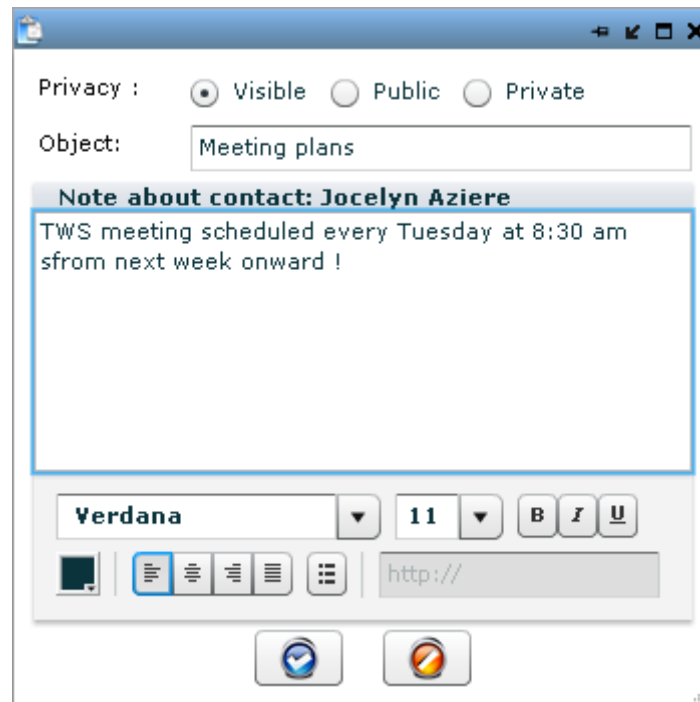 Privacy :
Visible
Public
Private
Object:
Meeting plans
Note about contact: Jocelyn Aziere
TWS meeting scheduled every Tuesday at 8:30 am
sfrom next week onward !
Verdana
11
B
I
U
http://